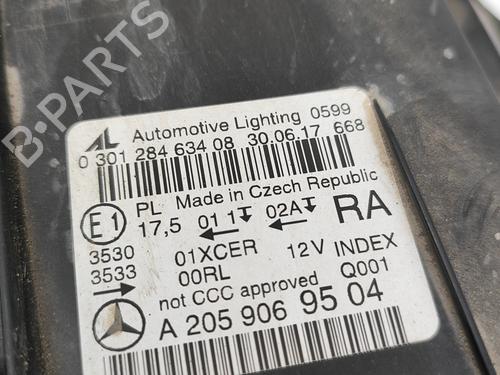 B-PARTS
AL Automotive Lighting 0599
0 301 284 634 08 30.06.17 668
PL Made in Czech Republic
E1 17,5 01 1 02A RA
3530 01XCER 12V INDEX
3533 00RL Q001
not CCC approved
A 205 906 95 04